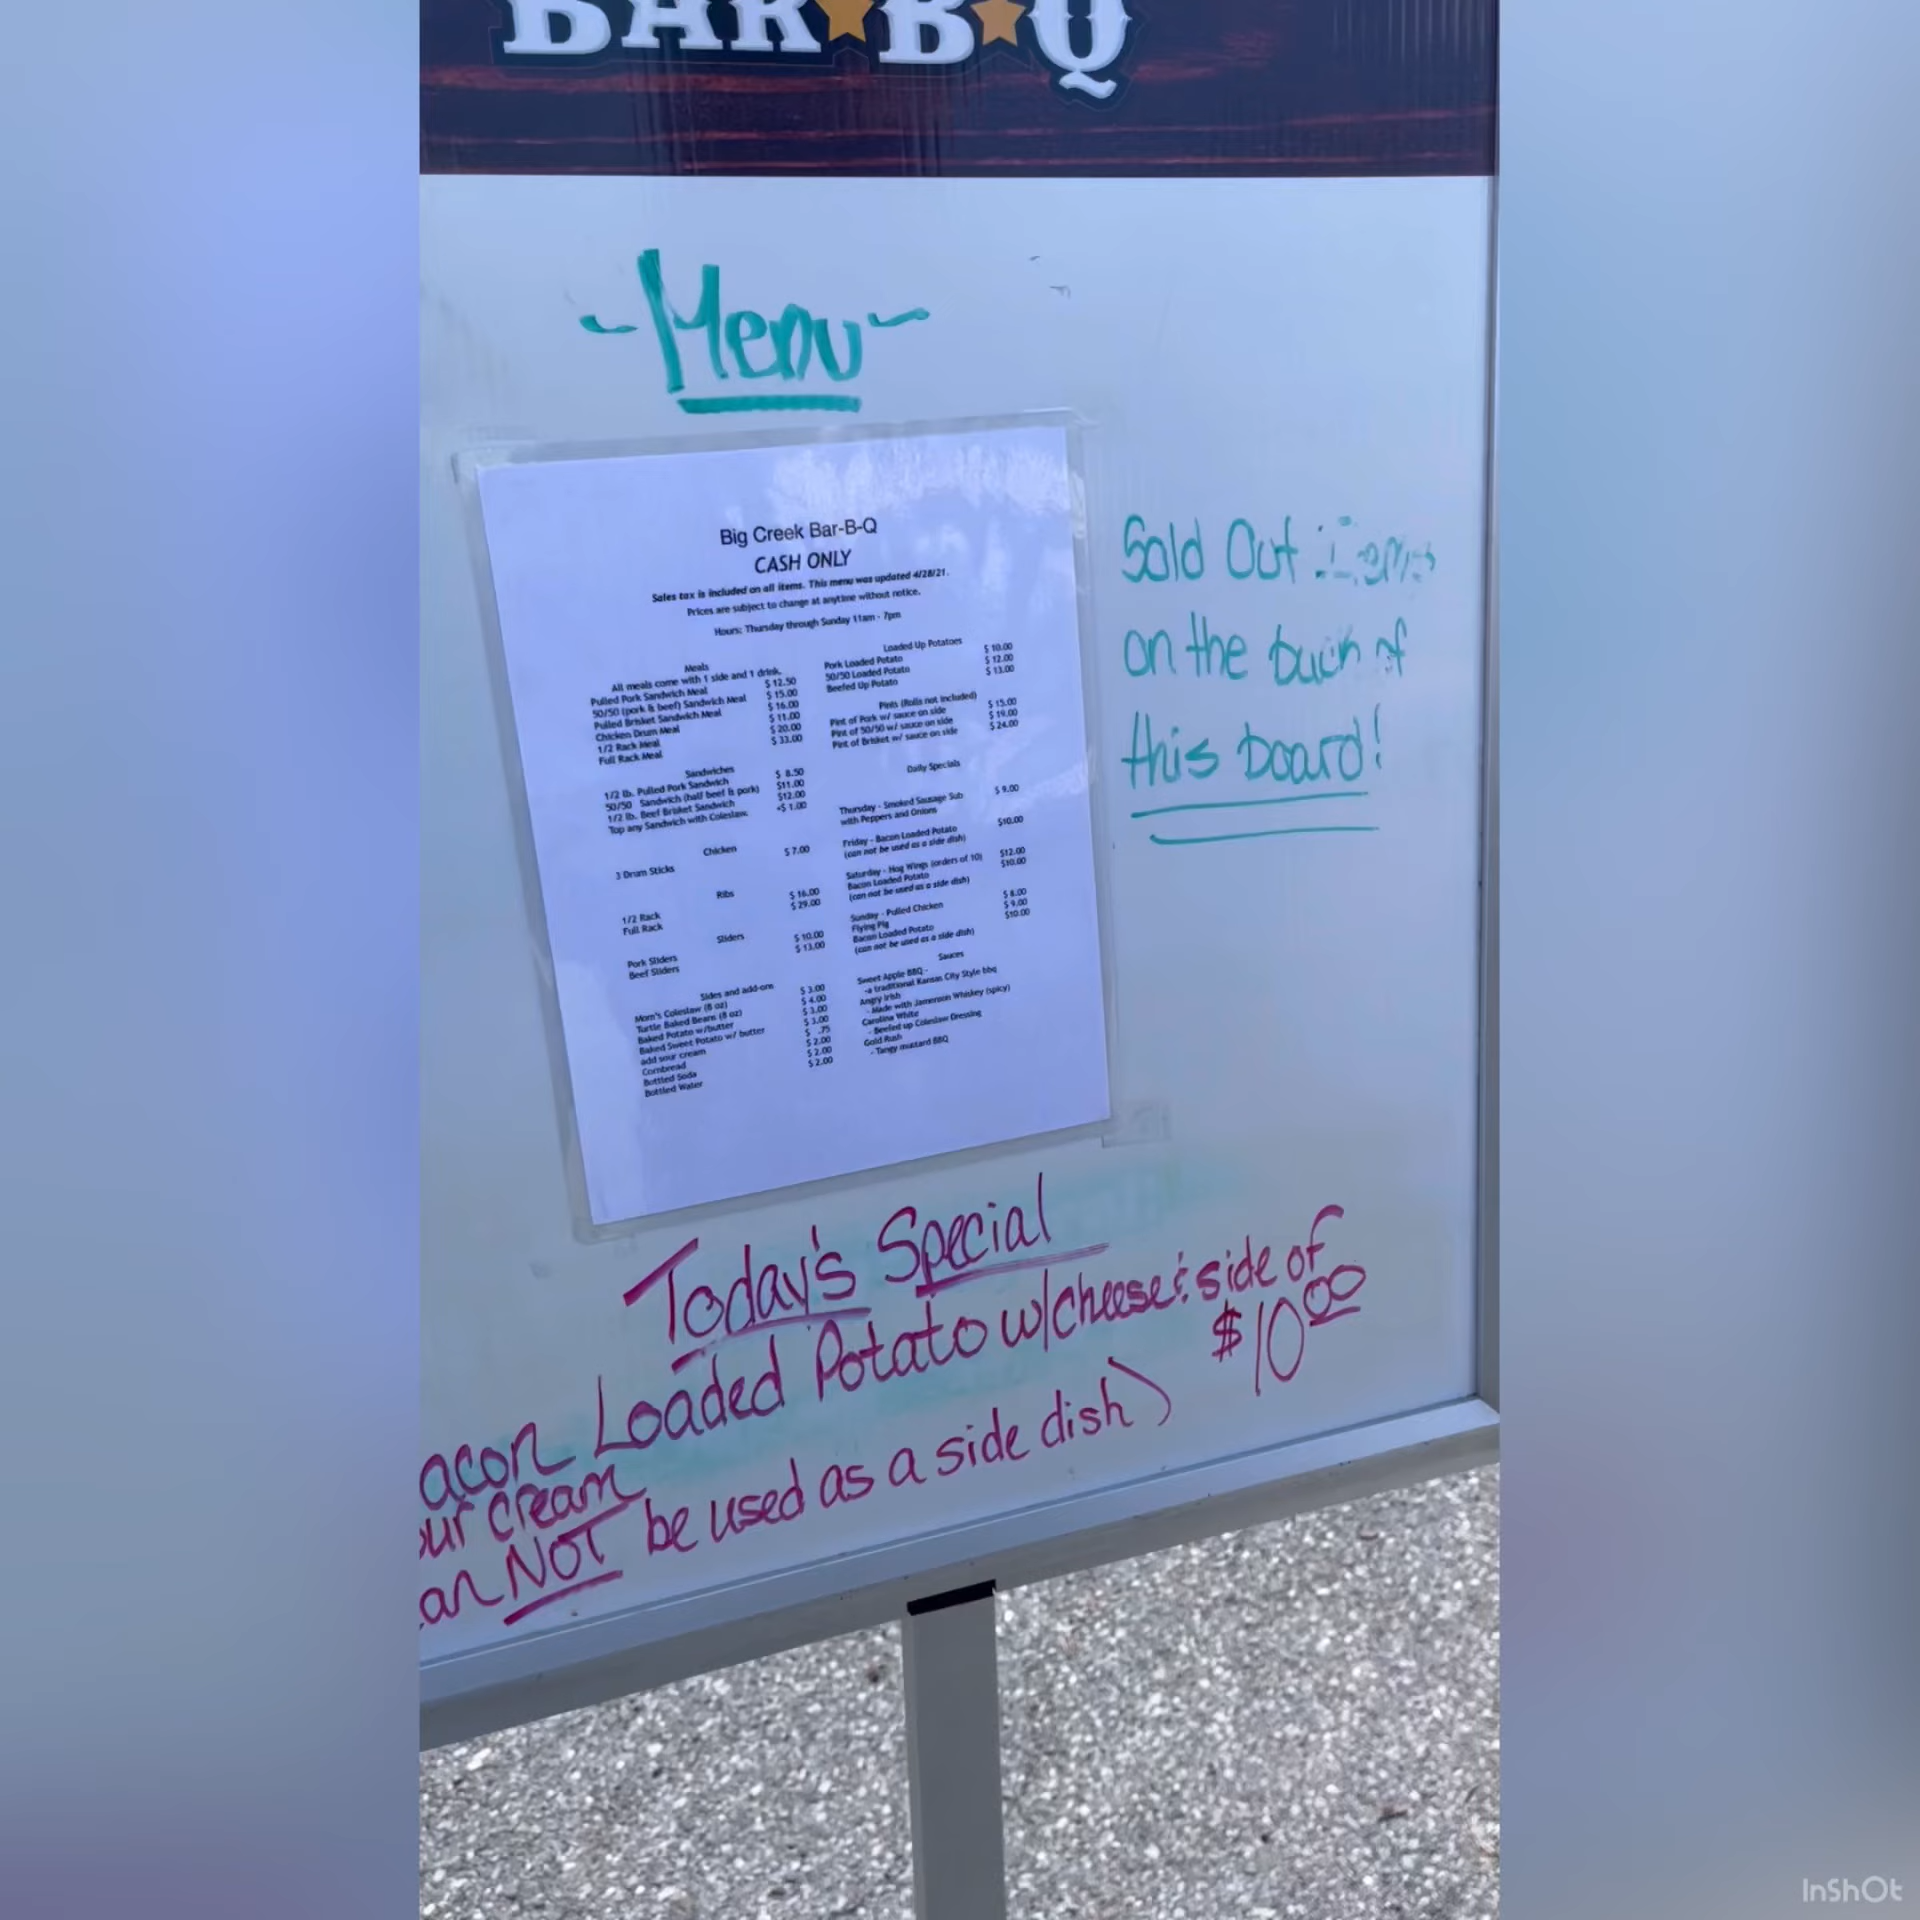 BAR B Q
-Menu-
Big Creek Bar-B-Q
CASH ONLY
Sales tax is included on all items. This menu was updated 4/28/21.
Prices are subject to change at anytime without notice.
Hours: Thursday through Sunday 11am - 7pm
Meals
All meals come with 1 side and 1 drink.
Pulled Pork Sandwich Meal $ 12.50
50/50 (pork & beef) Sandwich Meal $ 15.00
Pulled Brisket Sandwich Meal $ 16.00
Chicken Drum Meal $ 11.00
1/2 Rack Meal $ 20.00
Full Rack Meal $ 33.00
Sandwiches
1/2 lb. Pulled Pork Sandwich $ 8.50
50/50 Sandwich (half beef & pork) $11.00
1/2 lb. Beef Brisket Sandwich $12.00
Top any Sandwich with Coleslaw. +$ 1.00
Chicken
3 Drum Sticks $ 7.00
Ribs
1/2 Rack $ 16.00
Full Rack $ 29.00
Sliders
Pork Sliders $ 10.00
Beef Sliders $ 13.00
Sides and add-ons
Mom's Coleslaw (8 oz) $ 3.00
Turtle Baked Beans (8 oz) $ 4.00
Baked Potato w/butter $ 3.00
Baked Sweet Potato w/ butter $ 3.00
add sour cream $ .75
Cornbread $ 2.00
Bottled Soda $ 2.00
Bottled Water $ 2.00
Loaded Up Potatoes
Pork Loaded Potato $ 10.00
50/50 Loaded Potato $ 12.00
Beefed Up Potato $ 13.00
Pints (Rolls not included)
Pint of Pork w/ sauce on side $ 15.00
Pint of 50/50 w/ sauce on side $ 19.00
Pint of Brisket w/ sauce on side $ 24.00
Daily Specials
Thursday - Smoked Sausage Sub $ 9.00
with Peppers and Onions
Friday - Bacon Loaded Potato $10.00
(can not be used as a side dish)
Saturday - Hog Wings (orders of 10) $12.00
Bacon Loaded Potato $10.00
(can not be used as a side dish)
Sunday - Pulled Chicken $ 8.00
Flying Pig $ 9.00
Bacon Loaded Potato $10.00
(can not be used as a side dish)
Sauces
Sweet Apple BBQ -
-a traditional Kansas City Style bbq
Angry Irish
- Made with Jameroon Whiskey (spicy)
Carolina White
- Beefed up Coleslaw Dressing
Gold Rush
- Tangy mustard BBQ
Sold Out Items
on the back of
this board!
Today's Special
acon Loaded Potato w/cheese & side of
our cream $10.00
an NOT be used as a side dish)
InShOt